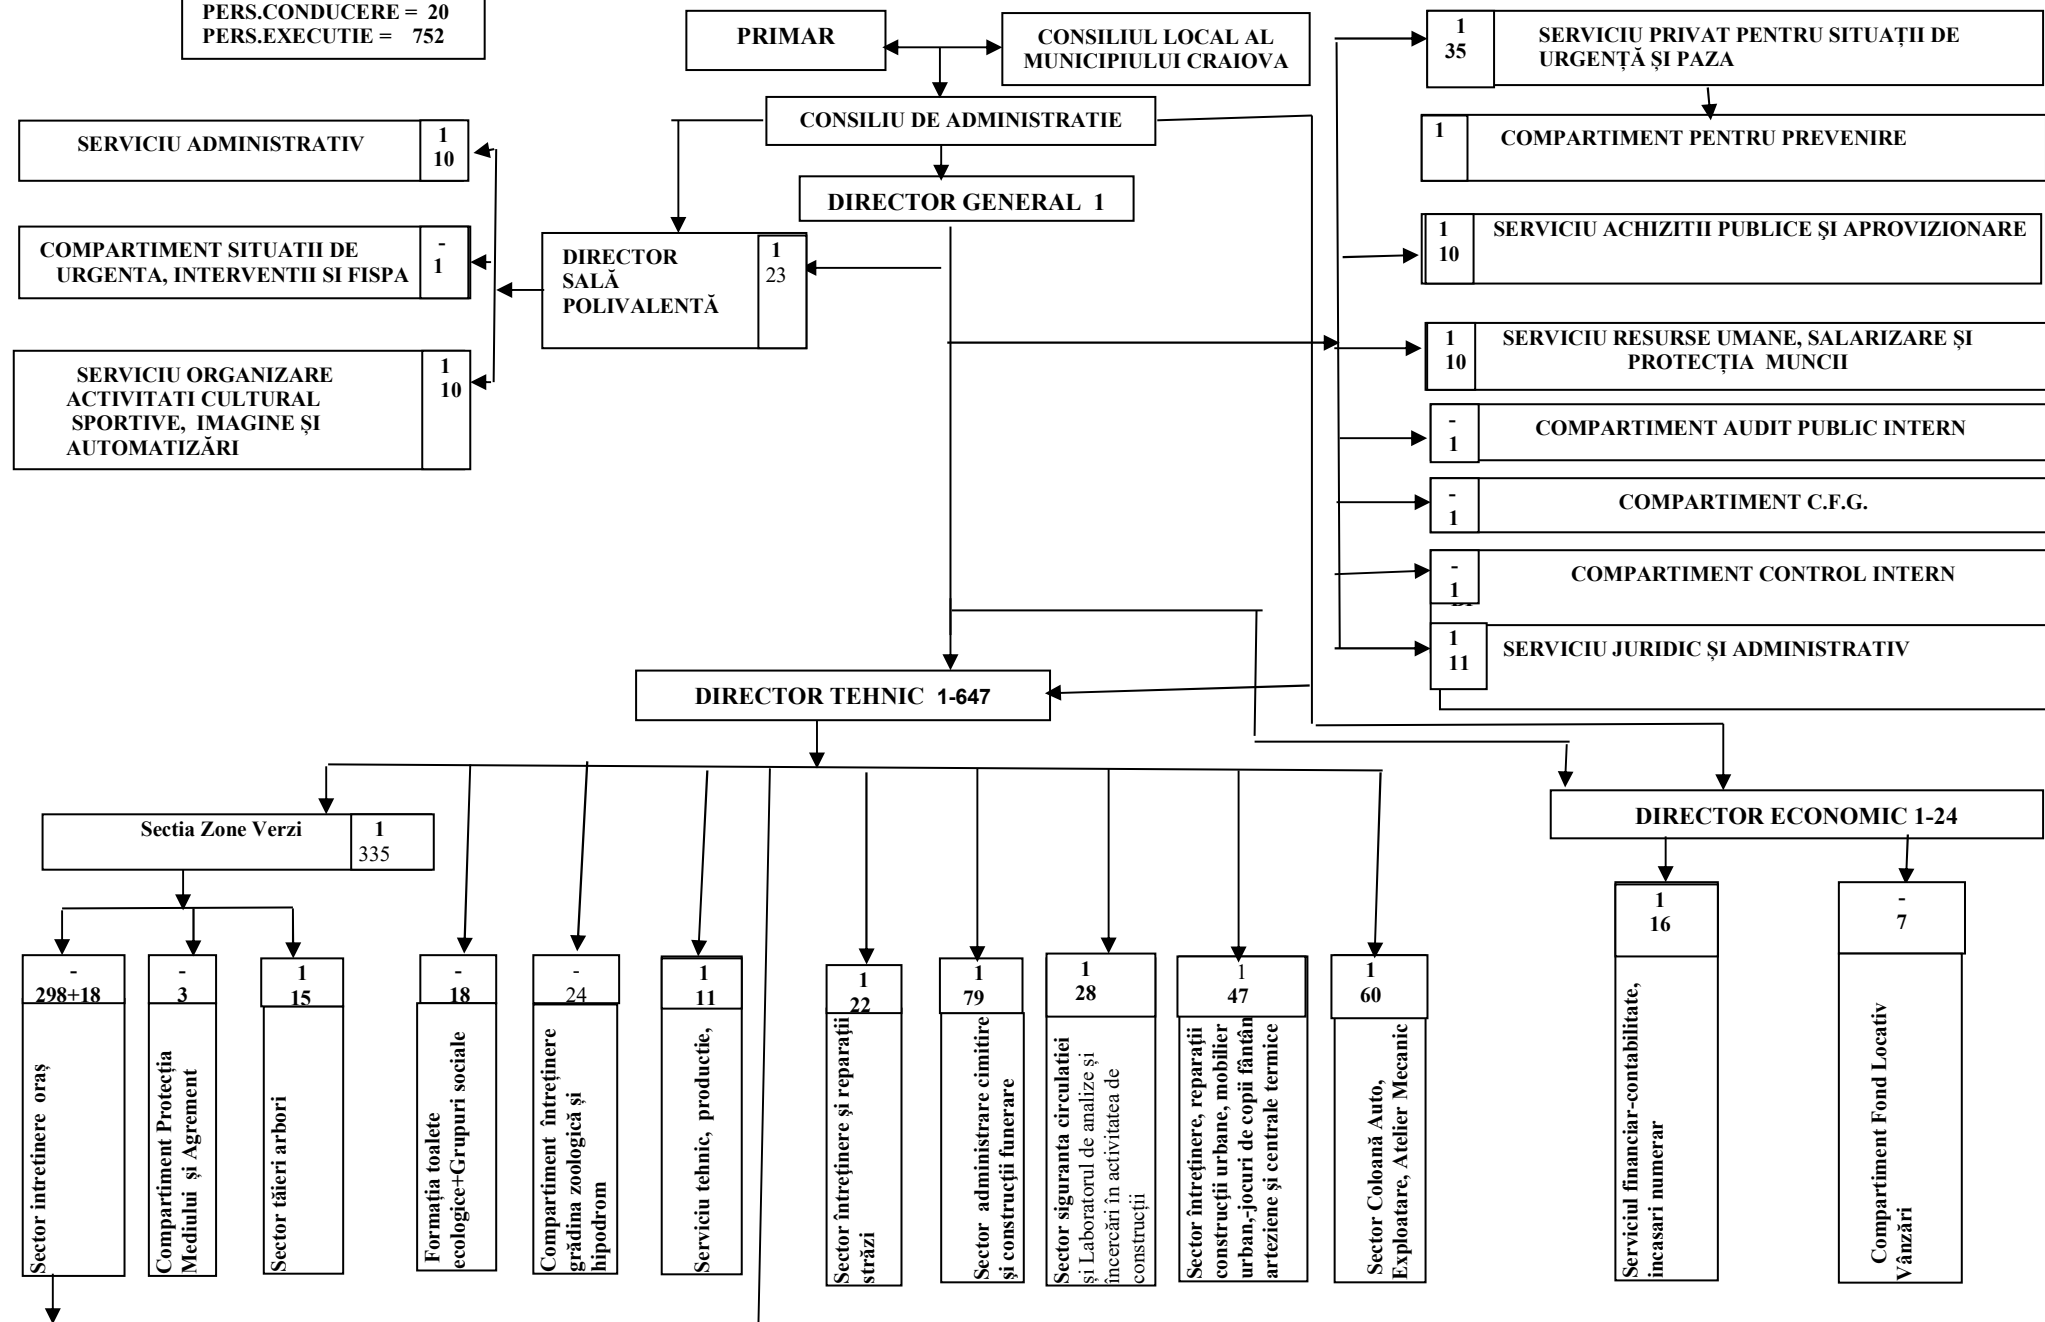 PERS.CONDUCERE = 20
PERS.EXECUTIE = 752
PRIMAR
CONSILIUL LOCAL AL
MUNICIPIULUI CRAIOVA
1
35
SERVICIU PRIVAT PENTRU SITUAȚII DE
URGENȚĂ ȘI PAZA
CONSILIU DE ADMINISTRATIE
SERVICIU ADMINISTRATIV
1
10
1
COMPARTIMENT PENTRU PREVENIRE
DIRECTOR GENERAL 1
COMPARTIMENT SITUATII DE
URGENTA, INTERVENTII SI FISPA
-
1
DIRECTOR
SALĂ
POLIVALENTĂ
1
23
1
10
SERVICIU ACHIZITII PUBLICE ŞI APROVIZIONARE
SERVICIU ORGANIZARE
ACTIVITATI CULTURAL
SPORTIVE, IMAGINE ȘI
AUTOMATIZĂRI
1
10
1
10
SERVICIU RESURSE UMANE, SALARIZARE ȘI
PROTECȚIA MUNCII
-
1
COMPARTIMENT AUDIT PUBLIC INTERN
-
1
COMPARTIMENT C.F.G.
-
1
COMPARTIMENT CONTROL INTERN
1
11
SERVICIU JURIDIC ȘI ADMINISTRATIV
DIRECTOR TEHNIC 1-647
DIRECTOR ECONOMIC 1-24
Sectia Zone Verzi
1
335
-
298+18
Sector intretinere oraș
-
3
Compartiment Protecția
Mediului și Agrement
1
15
Sector tăieri arbori
-
18
Formația toalete
ecologice+Grupuri sociale
-
24
Compartiment întreținere
grădina zoologică și
hipodrom
1
11
Serviciu tehnic, productie,
1
22
Sector întreținere și reparații
străzi
1
79
Sector administrare cimitire
și construcții funerare
1
28
Sector siguranta circulatiei
și Laboratorul de analize și
încercări în activitatea de
construcții
1
47
Sector întreținere, reparații
construcții urbane, mobilier
urban,-jocuri de copii fântân
arteziene și centrale termice
1
60
Sector Coloană Auto,
Exploatare, Atelier Mecanic
1
16
Serviciul financiar-contabilitate,
incasari numerar
-
7
Compartiment Fond Locativ
Vânzări